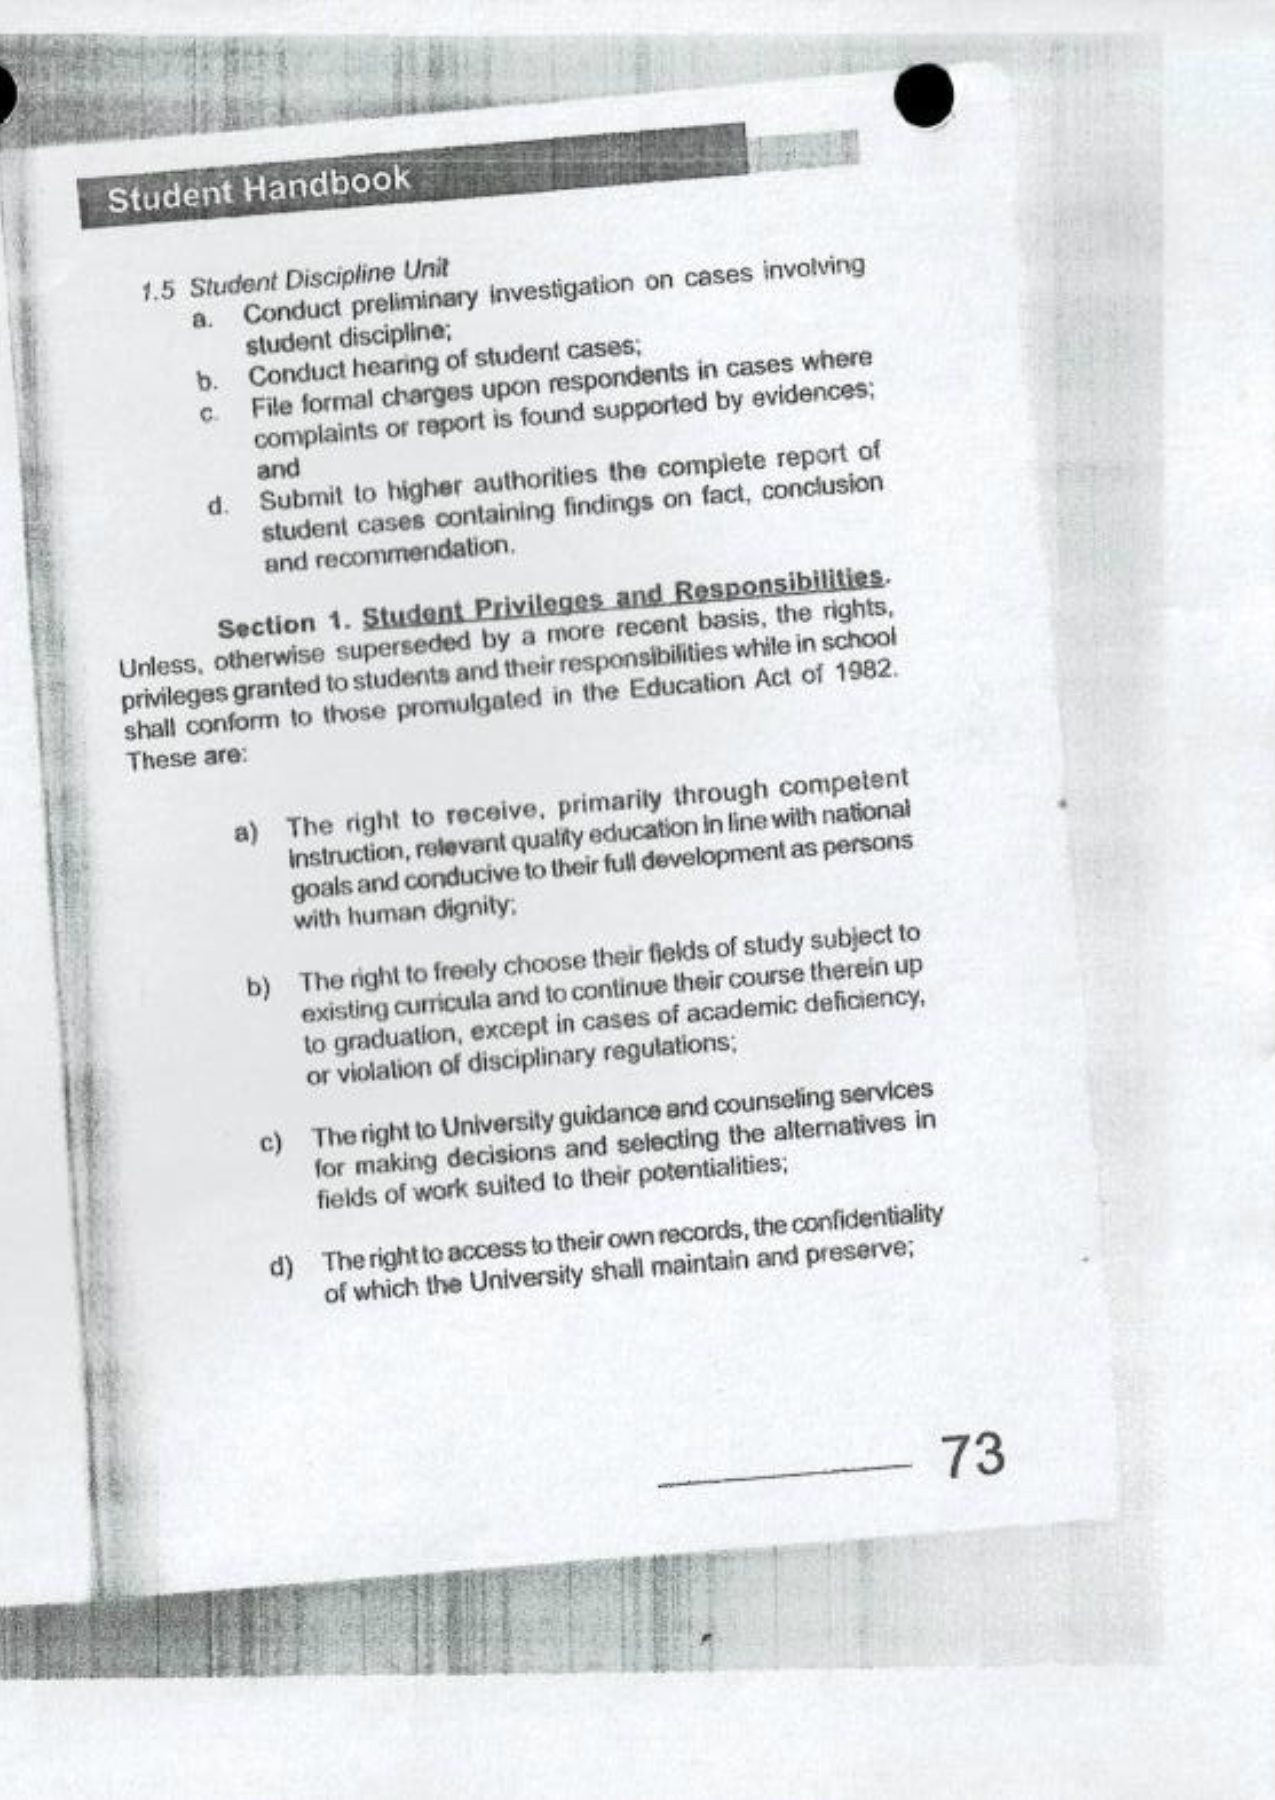 Student Handbook
1.5 Student Discipline Unit
a. Conduct preliminary investigation on cases involving
student discipline;
b. Conduct hearing of student cases;
c. File formal charges upon respondents in cases where
complaints or report is found supported by evidences;
and
d. Submit to higher authorities the complete report of
student cases containing findings on fact, conclusion
and recommendation.
Section 1. Student Privileges and Responsibilities.
Unless, otherwise superseded by a more recent basis, the rights,
privileges granted to students and their responsibilities while in school
shall conform to those promulgated in the Education Act of 1982.
These are:
a) The right to receive, primarily through competent
instruction, relevant quality education in line with national
goals and conducive to their full development as persons
with human dignity;
b) The right to freely choose their fields of study subject to
existing curricula and to continue their course therein up
to graduation, except in cases of academic deficiency,
or violation of disciplinary regulations;
c) The right to University guidance and counseling services
for making decisions and selecting the alternatives in
fields of work suited to their potentialities;
d) The right to access to their own records, the confidentiality
of which the University shall maintain and preserve;
73